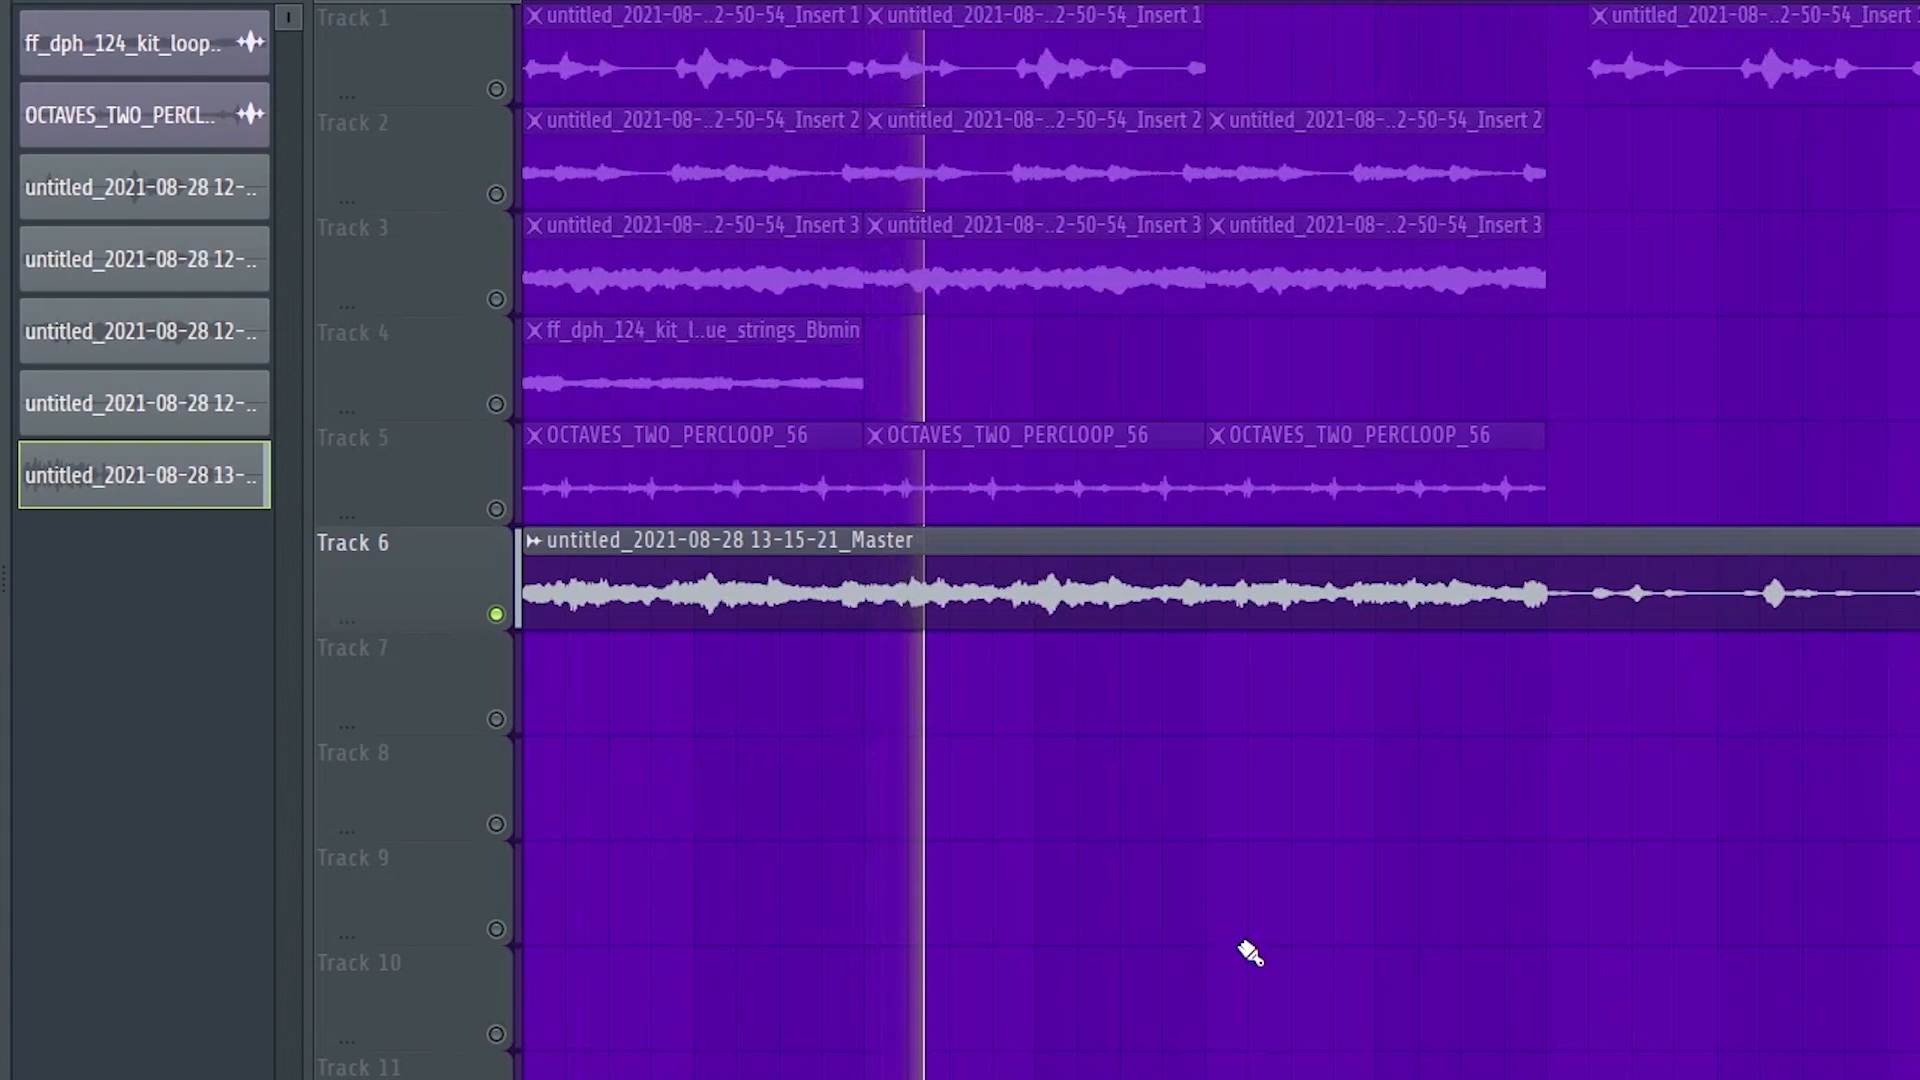 ff_dph_124_kit_loop..
OCTAVES_TWO_PERCL..
untitled_2021-08-28 12-..
untitled_2021-08-28 12-..
untitled_2021-08-28 12-..
untitled_2021-08-28 12-..
untitled_2021-08-28 13-..
Track 1
untitled_2021-08-..2-50-54_Insert 1
untitled_2021-08-..2-50-54_Insert 1
untitled_2021-08-..2-50-54_Insert 1
Track 2
untitled_2021-08-..2-50-54_Insert 2
untitled_2021-08-..2-50-54_Insert 2
untitled_2021-08-..2-50-54_Insert 2
Track 3
untitled_2021-08-..2-50-54_Insert 3
untitled_2021-08-..2-50-54_Insert 3
untitled_2021-08-..2-50-54_Insert 3
Track 4
ff_dph_124_kit_l..ue_strings_Bbmin
Track 5
OCTAVES_TWO_PERCLOOP_56
OCTAVES_TWO_PERCLOOP_56
OCTAVES_TWO_PERCLOOP_56
Track 6
untitled_2021-08-28 13-15-21_Master
Track 7
Track 8
Track 9
Track 10
Track 11